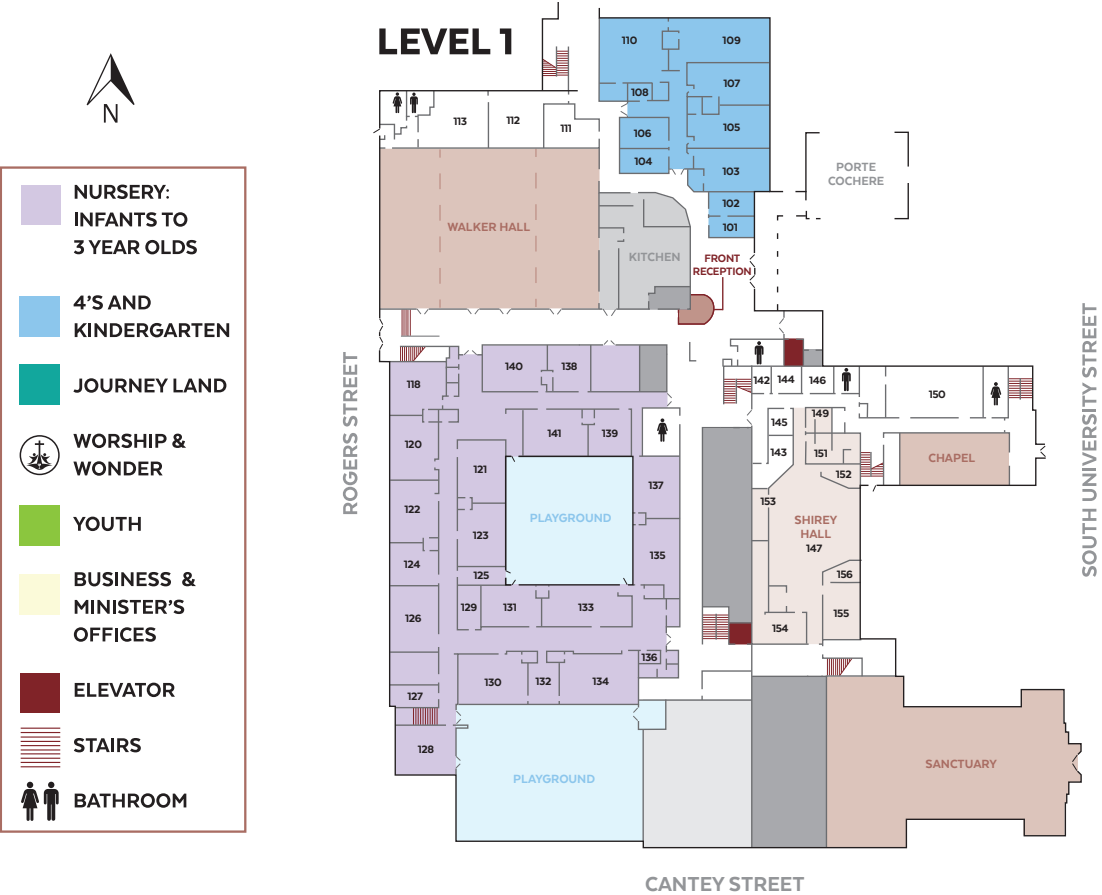 LEVEL 1
N
NURSERY:
INFANTS TO
3 YEAR OLDS
4'S AND
KINDERGARTEN
JOURNEY LAND
WORSHIP &
WONDER
YOUTH
BUSINESS &
MINISTER'S
OFFICES
ELEVATOR
STAIRS
BATHROOM
110
109
107
108
113
112
111
106
105
104
103
102
101
PORTE
COCHERE
WALKER HALL
KITCHEN
FRONT
RECEPTION
ROGERS STREET
SOUTH UNIVERSITY STREET
118
140
138
142
144
146
150
120
141
139
145
149
143
151
CHAPEL
121
152
137
122
153
123
PLAYGROUND
SHIREY
HALL
147
124
135
125
156
126
129
131
133
155
154
136
130
132
134
127
128
PLAYGROUND
SANCTUARY
CANTEY STREET